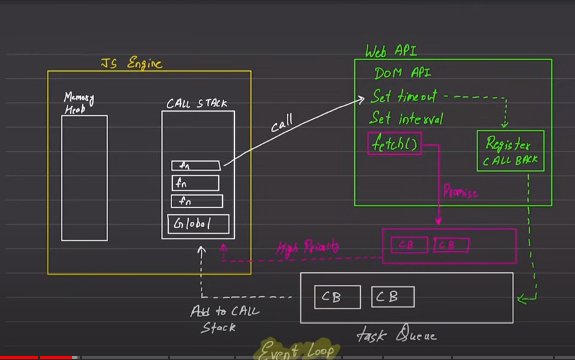 JS Engine
Memory
Heap
CALL STACK
fn
fn
fn
Global
call
Web API
DOM API
Set timeout
Set interval
fetch()
Register
CALL BACK
Promise
High Priority
CB CB
CB CB
Add to CALL
Stack
task Queue
Event Loop